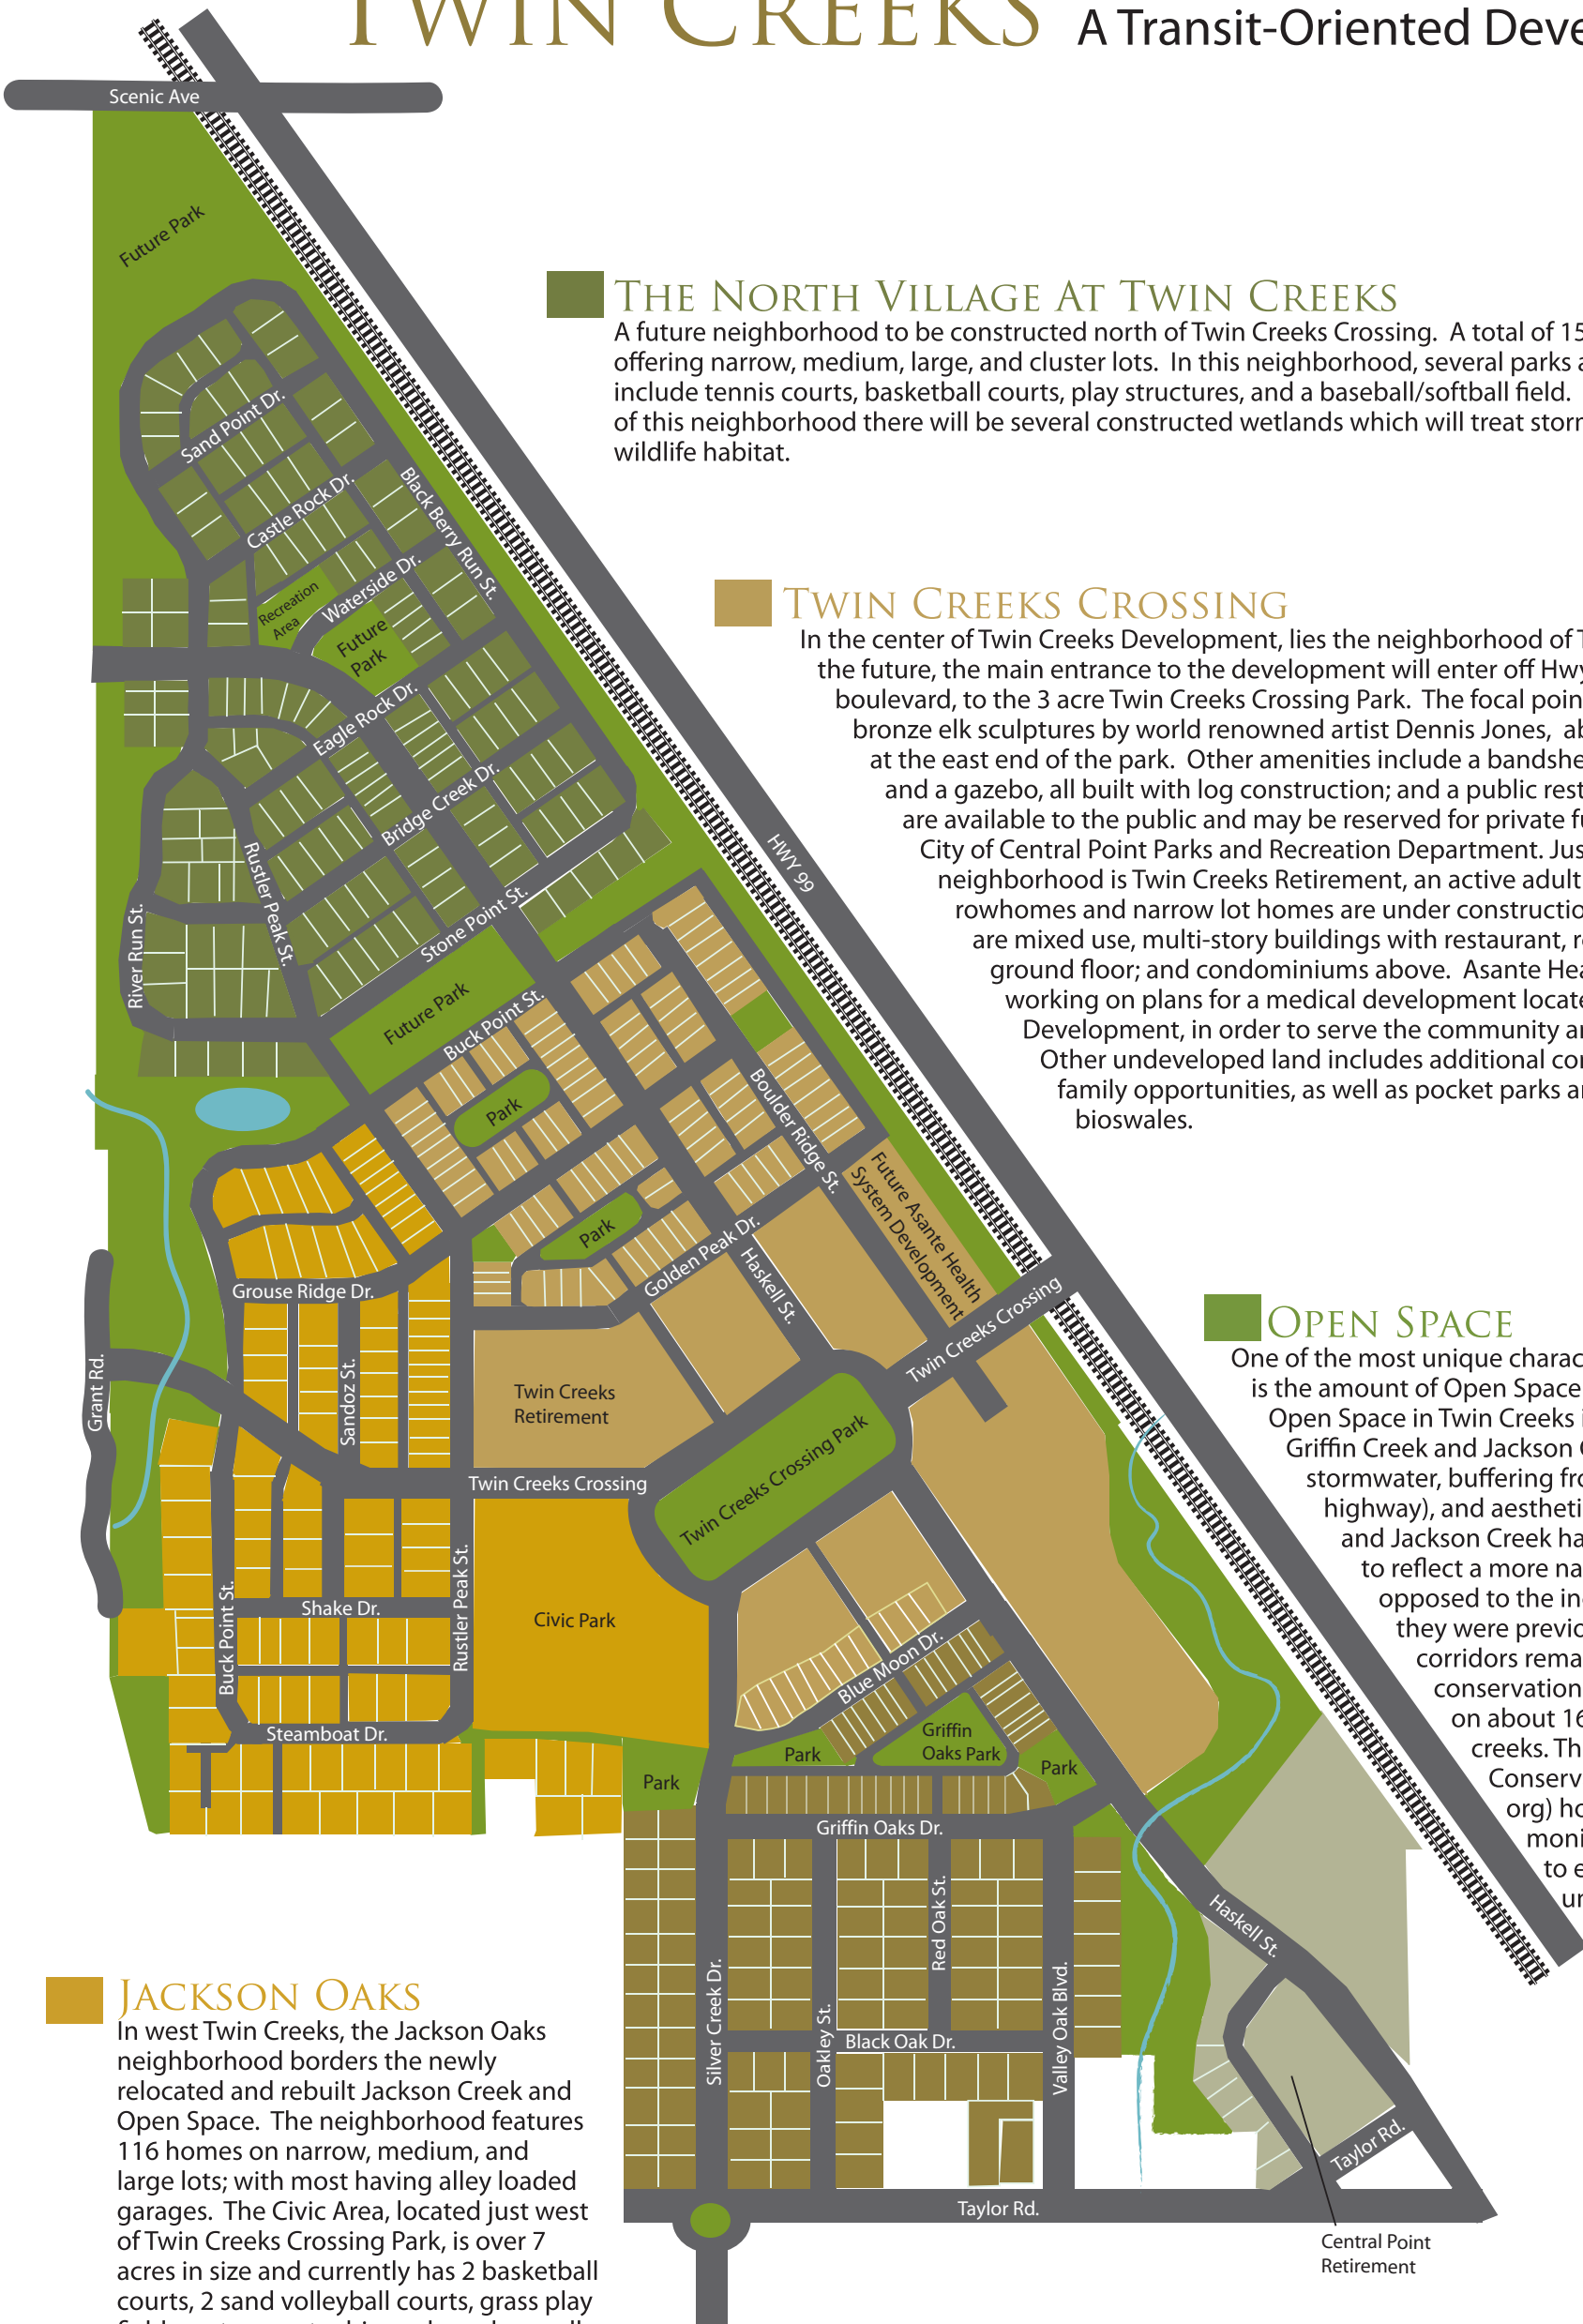 TWIN CREEKS A Transit-Oriented Deve
Scenic Ave
Future Park
THE NORTH VILLAGE AT TWIN CREEKS
A future neighborhood to be constructed north of Twin Creeks Crossing. A total of 15
offering narrow, medium, large, and cluster lots. In this neighborhood, several parks a
include tennis courts, basketball courts, play structures, and a baseball/softball field.
of this neighborhood there will be several constructed wetlands which will treat storm
wildlife habitat.
Sand Point Dr.
Castle Rock Dr.
Black Berry Run St.
Waterside Dr.
Recreation
Area
Future
Park
Eagle Rock Dr.
Bridge Creek Dr.
Rustler Peak St.
River Run St.
Stone Point St.
HWY 99
TWIN CREEKS CROSSING
In the center of Twin Creeks Development, lies the neighborhood of T
the future, the main entrance to the development will enter off Hwy
boulevard, to the 3 acre Twin Creeks Crossing Park. The focal poin
bronze elk sculptures by world renowned artist Dennis Jones, ab
at the east end of the park. Other amenities include a bandshe
and a gazebo, all built with log construction; and a public rest
are available to the public and may be reserved for private fu
City of Central Point Parks and Recreation Department. Jus
neighborhood is Twin Creeks Retirement, an active adult
rowhomes and narrow lot homes are under constructio
are mixed use, multi-story buildings with restaurant, r
ground floor; and condominiums above. Asante Hea
working on plans for a medical development locate
Development, in order to serve the community an
Other undeveloped land includes additional con
family opportunities, as well as pocket parks an
bioswales.
Future Park
Buck Point St.
Park
Boulder Ridge St.
Future Asante Health
System Development
Park
Golden Peak Dr.
Haskell St.
Twin Creeks Crossing
Grouse Ridge Dr.
Grant Rd.
Sandoz St.
Twin Creeks
Retirement
Twin Creeks Crossing
Twin Creeks Crossing Park
OPEN SPACE
One of the most unique charac
is the amount of Open Space
Open Space in Twin Creeks i
Griffin Creek and Jackson C
stormwater, buffering fro
highway), and aestheti
and Jackson Creek ha
to reflect a more na
opposed to the in
they were previo
corridors rema
conservation
on about 16
creeks. Th
Conserv
org) ho
moni
to e
un
Buck Point St.
Shake Dr.
Rustler Peak St.
Civic Park
Steamboat Dr.
Blue Moon Dr.
Griffin
Oaks Park
Park
Park
Park
Griffin Oaks Dr.
Red Oak St.
Silver Creek Dr.
Oakley St.
Black Oak Dr.
Valley Oak Blvd.
Haskell St.
Taylor Rd.
Taylor Rd.
Central Point
Retirement
JACKSON OAKS
In west Twin Creeks, the Jackson Oaks
neighborhood borders the newly
relocated and rebuilt Jackson Creek and
Open Space. The neighborhood features
116 homes on narrow, medium, and
large lots; with most having alley loaded
garages. The Civic Area, located just west
of Twin Creeks Crossing Park, is over 7
acres in size and currently has 2 basketball
courts, 2 sand volleyball courts, grass play